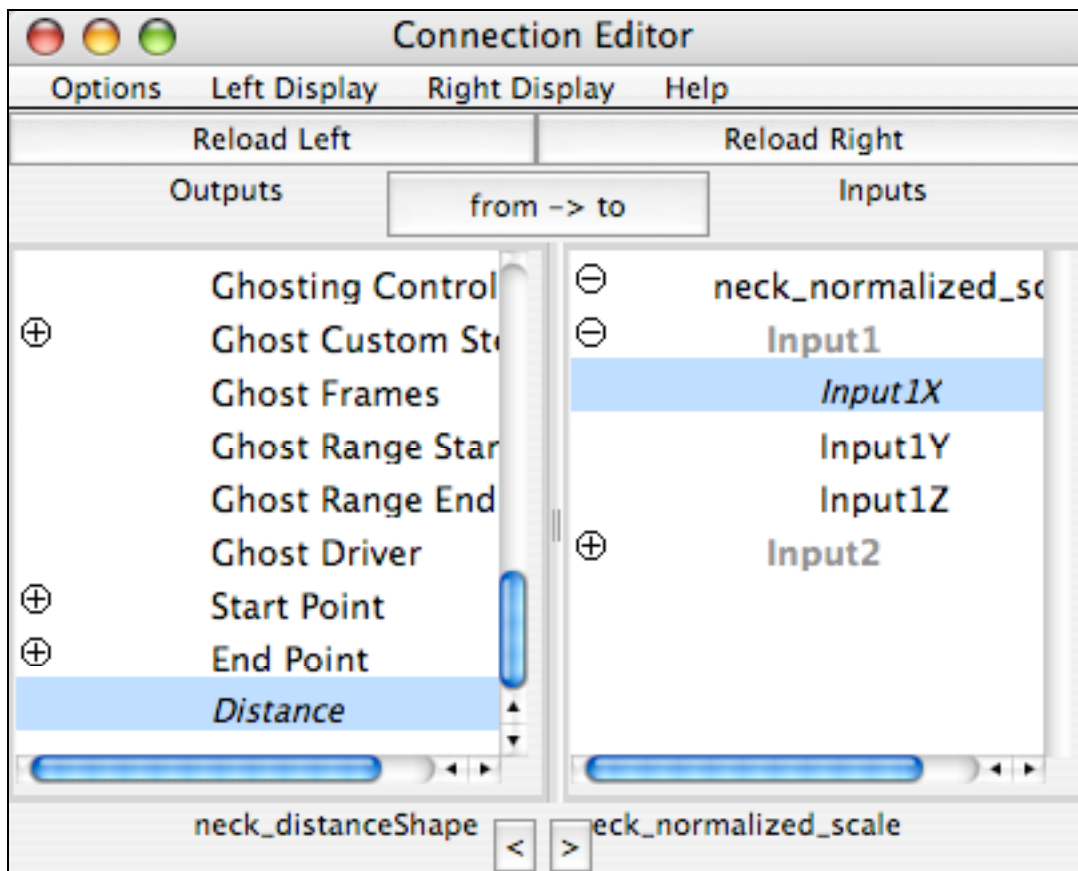 Connection Editor
Options Left Display Right Display Help
Reload Left Reload Right
Outputs from -> to Inputs
Ghosting Control
Ghost Custom Ste
Ghost Frames
Ghost Range Star
Ghost Range End
Ghost Driver
Start Point
End Point
Distance
neck_normalized_sc
Input1
Input1X
Input1Y
Input1Z
Input2
neck_distanceShape < > eck_normalized_scale